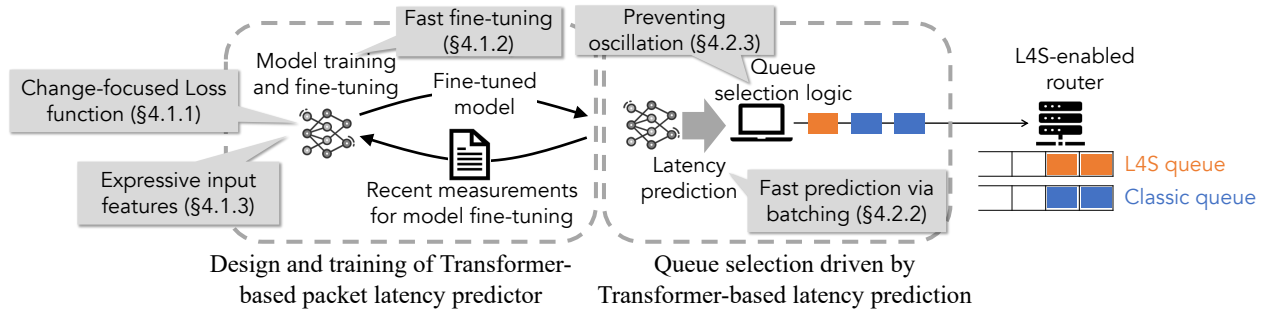 Fast fine-tuning
(§4.1.2)
Model training
and fine-tuning
Change-focused Loss
function (§4.1.1)
Expressive input
features (§4.1.3)
Fine-tuned
model
Recent measurements
for model fine-tuning
Design and training of Transformer-
based packet latency predictor
Preventing
oscillation (§4.2.3)
Queue
selection logic
Latency
prediction
Fast prediction via
batching (§4.2.2)
Queue selection driven by
Transformer-based latency prediction
L4S-enabled
router
L4S queue
Classic queue